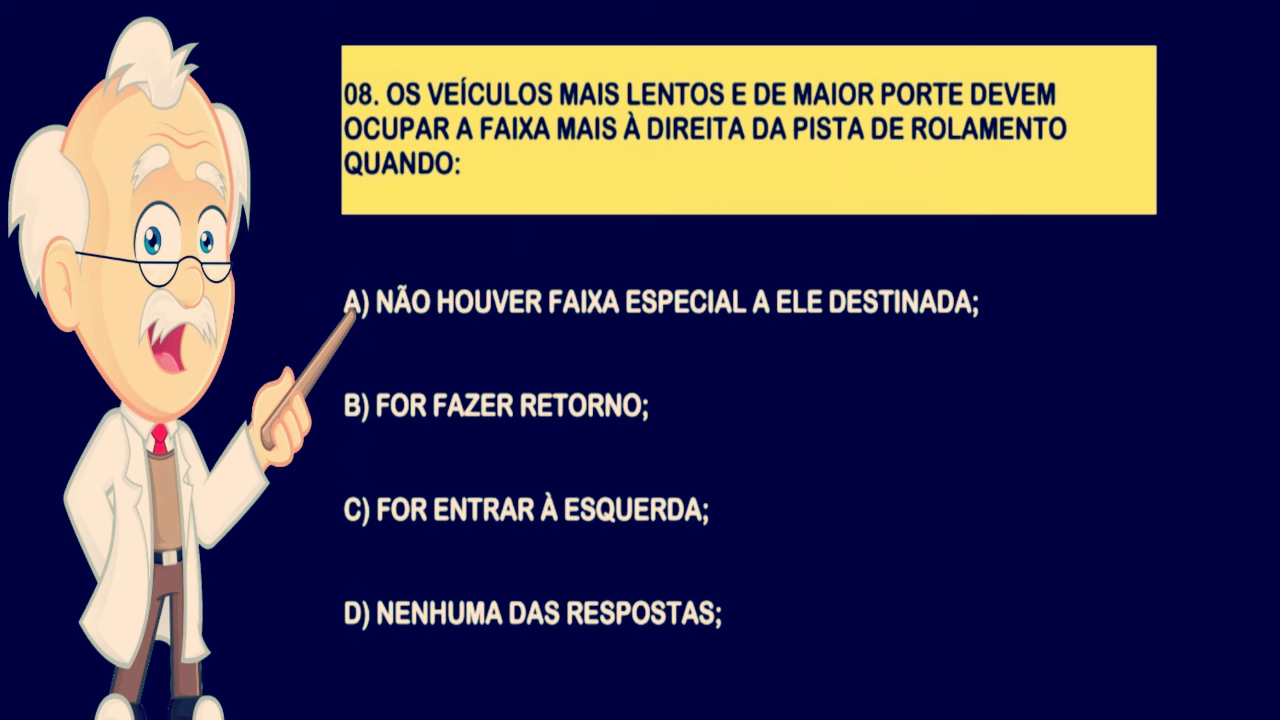 08. OS VEÍCULOS MAIS LENTOS E DE MAIOR PORTE DEVEM
OCUPAR A FAIXA MAIS À DIREITA DA PISTA DE ROLAMENTO
QUANDO:
A) NÃO HOUVER FAIXA ESPECIAL A ELE DESTINADA;
B) FOR FAZER RETORNO;
C) FOR ENTRAR À ESQUERDA;
D) NENHUMA DAS RESPOSTAS;